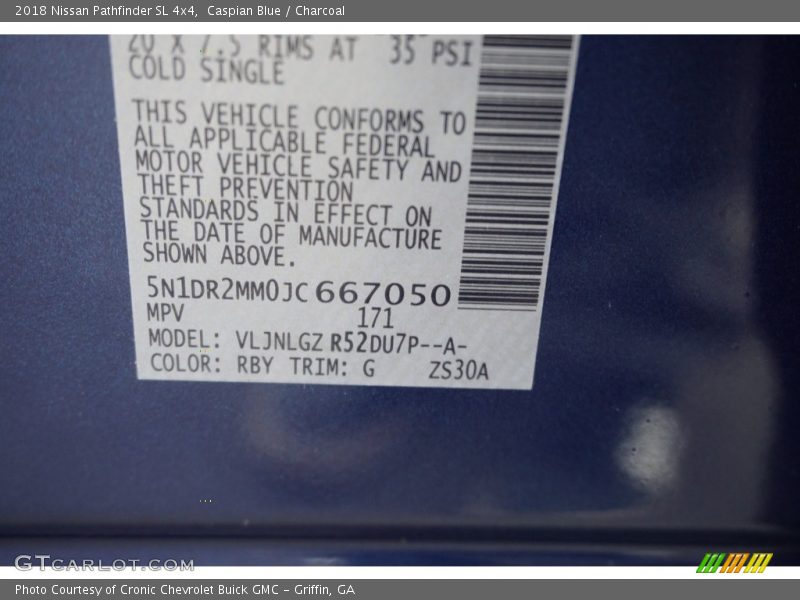 2018 Nissan Pathfinder SL 4x4,  Caspian Blue / Charcoal
20 X 7.5 RIMS AT 35 PSI
COLD SINGLE
THIS VEHICLE CONFORMS TO
ALL APPLICABLE FEDERAL
MOTOR VEHICLE SAFETY AND
THEFT PREVENTION
STANDARDS IN EFFECT ON
THE DATE OF MANUFACTURE
SHOWN ABOVE.
5N1DR2MM0JC667050
MPV 171
MODEL: VLJNLGZ R52DU7P--A-
COLOR: RBY TRIM: G ZS30A
GTCARLOT.COM
Photo Courtesy of Cronic Chevrolet Buick GMC – Griffin, GA